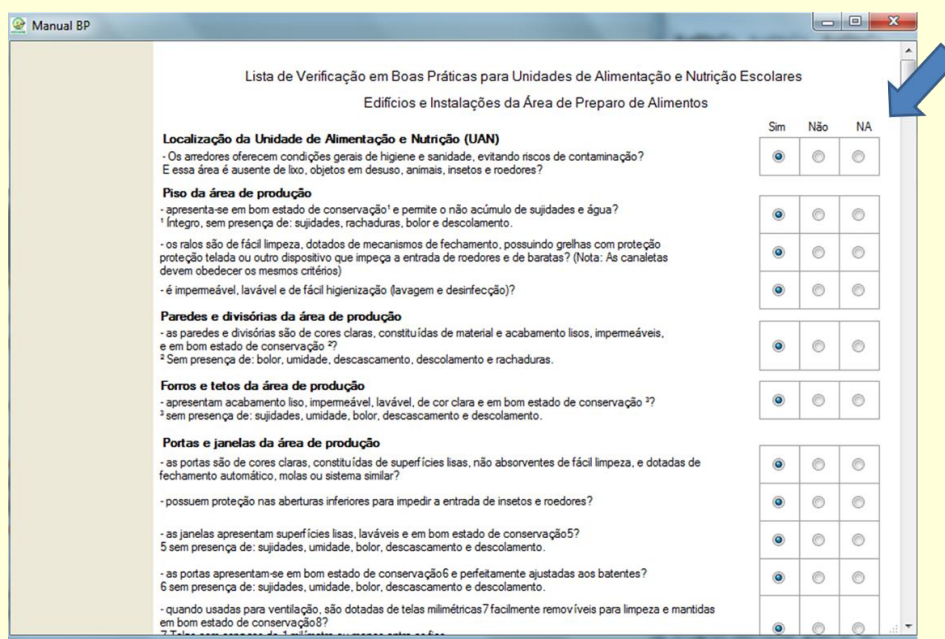 Manual BP
Lista de Verificação em Boas Práticas para Unidades de Alimentação e Nutrição Escolares
Edifícios e Instalações da Área de Preparo de Alimentos
Sim Não NA
Localização da Unidade de Alimentação e Nutrição (UAN)
- Os arredores oferecem condições gerais de higiene e sanidade, evitando riscos de contaminação?
E essa área é ausente de lixo, objetos em desuso, animais, insetos e roedores?
Piso da área de produção
- apresenta-se em bom estado de conservação¹ e permite o não acúmulo de sujidades e água?
¹ Íntegro, sem presença de: sujidades, rachaduras, bolor e descolamento.
- os ralos são de fácil limpeza, dotados de mecanismos de fechamento, possuindo grelhas com proteção
proteção telada ou outro dispositivo que impeça a entrada de roedores e de baratas? (Nota: As canaletas
devem obedecer os mesmos critérios)
- é impermeável, lavável e de fácil higienização (lavagem e desinfecção)?
Paredes e divisórias da área de produção
- as paredes e divisórias são de cores claras, constituídas de material e acabamento lisos, impermeáveis,
e em bom estado de conservação ²?
² Sem presença de: bolor, umidade, descascamento, descolamento e rachaduras.
Forros e tetos da área de produção
- apresentam acabamento liso, impermeável, lavável, de cor clara e em bom estado de conservação ³?
³ sem presença de: sujidades, umidade, bolor, descascamento e descolamento.
Portas e janelas da área de produção
- as portas são de cores claras, constituídas de superfícies lisas, não absorventes de fácil limpeza, e dotadas de
fechamento automático, molas ou sistema similar?
- possuem proteção nas aberturas inferiores para impedir a entrada de insetos e roedores?
- as janelas apresentam superfícies lisas, laváveis e em bom estado de conservação5?
5 sem presença de: sujidades, umidade, bolor, descascamento e descolamento.
- as portas apresentam-se em bom estado de conservação6 e perfeitamente ajustadas aos batentes?
6 sem presença de: sujidades, umidade, bolor, descascamento e descolamento.
- quando usadas para ventilação, são dotadas de telas milimétricas7 facilmente removíveis para limpeza e mantidas
em bom estado de conservação8?